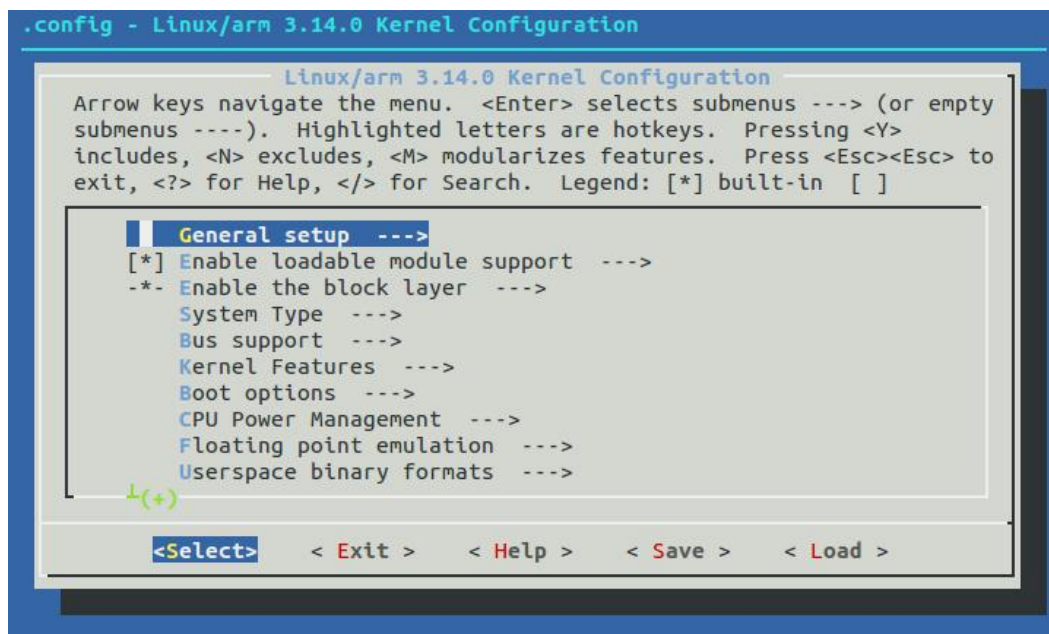 .config - Linux/arm 3.14.0 Kernel Configuration
Linux/arm 3.14.0 Kernel Configuration
Arrow keys navigate the menu.  <Enter> selects submenus ---> (or empty
submenus ----).  Highlighted letters are hotkeys.  Pressing <Y>
includes, <N> excludes, <M> modularizes features.  Press <Esc><Esc> to
exit, <?> for Help, </> for Search.  Legend: [*] built-in  [ ]
General setup  --->
[*] Enable loadable module support  --->
-*- Enable the block layer  --->
System Type  --->
Bus support  --->
Kernel Features  --->
Boot options  --->
CPU Power Management  --->
Floating point emulation  --->
Userspace binary formats  --->
┴(+)
<Select>    < Exit >    < Help >    < Save >    < Load >